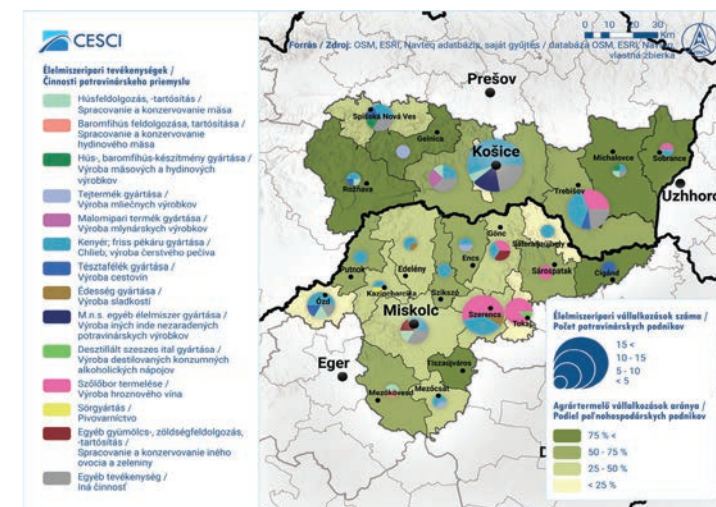 CESCI
Élelmiszeripari tevékenységek /
Činnosti potravinárskeho priemyslu
Húsfeldolgozás, -tartósítás /
Spracovanie a konzervovanie mäsa
Baromfihús feldolgozása, tartósítása /
Spracovanie a konzervovanie
hydinového mäsa
Hús-, baromfihús-készítmény gyártása /
Výroba mäsových a hydinových
výrobkov
Tejtermék gyártása /
Výroba mliečnych výrobkov
Malomipari termék gyártása /
Výroba mlynárskych výrobkov
Kenyér; friss pékáru gyártása /
Chlieb; výroba čerstvého pečiva
Tésztafélék gyártása /
Výroba cestovín
Édesség gyártása /
Výroba sladkostí
M.n.s. egyéb élelmiszer gyártása /
Výroba iných inde nezaradených
potravinárskych výrobkov
Desztillált szeszes ital gyártása /
Výroba destilovaných konzumných
alkoholických nápojov
Szőlőbor termelése /
Výroba hroznového vína
Sörgyártás /
Pivovarníctvo
Egyéb gyümölcs-, zöldségfeldolgozás,
-tartósítás /
Spracovanie a konzervovanie iného
ovocia a zeleniny
Egyéb tevékenység /
Iná činnosť
0 10 20 30
Km
Forrás / Zdroj: OSM, ESRI, Navteq adatbázis, saját gyűjtés / databáza OSM, ESRI, Navteq,
vlastná zbierka
Prešov
Spišská Nová Ves
Gelnica
Košice
Michalovce
Sobrance
Rožňava
Trebišov
Uzhhorod
Gönc
Sátoraljaújhely
Putnok
Edelény
Encs
Sárospatak
Cigánd
Kazincbarcika
Szikszó
Ózd
Miskolc
Szerencs
Tokaj
Eger
Tiszaújváros
Mezőkövesd
Mezőcsát
D
Élelmiszeripari vállalkozások száma /
Počet potravinárskych podnikov
15 <
10 - 15
5 - 10
< 5
Agrártermelő vállalkozások aránya /
Podiel poľnohospodárskych podnikov
75 % <
50 - 75 %
25 - 50 %
< 25 %